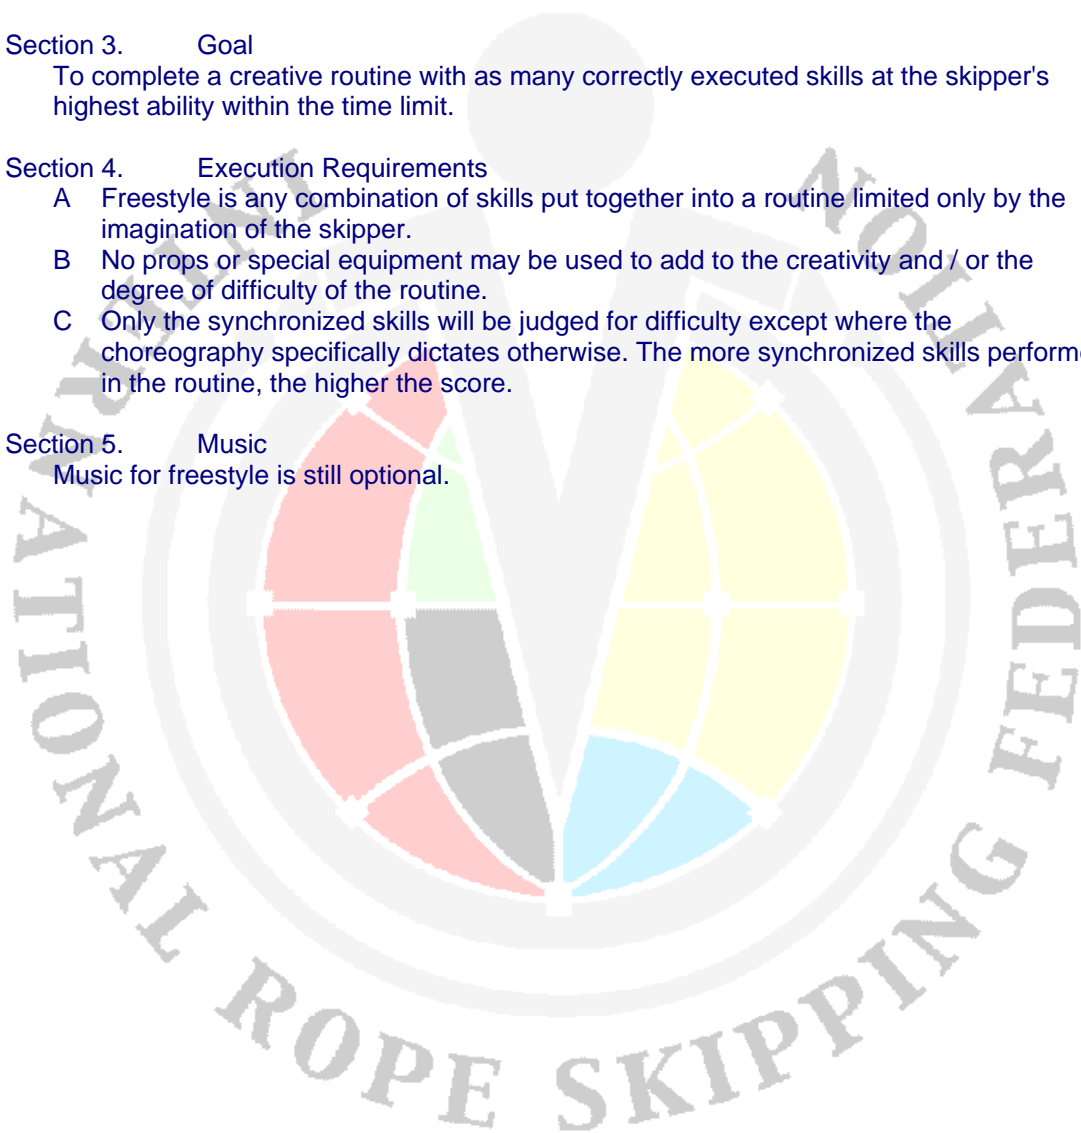 Section 3. Goal
To complete a creative routine with as many correctly executed skills at the skipper's
highest ability within the time limit.
Section 4. Execution Requirements
A Freestyle is any combination of skills put together into a routine limited only by the
imagination of the skipper.
B No props or special equipment may be used to add to the creativity and / or the
degree of difficulty of the routine.
C Only the synchronized skills will be judged for difficulty except where the
choreography specifically dictates otherwise. The more synchronized skills performe
in the routine, the higher the score.
Section 5. Music
Music for freestyle is still optional.
INTERNATIONAL ROPE SKIPPING FEDERATION